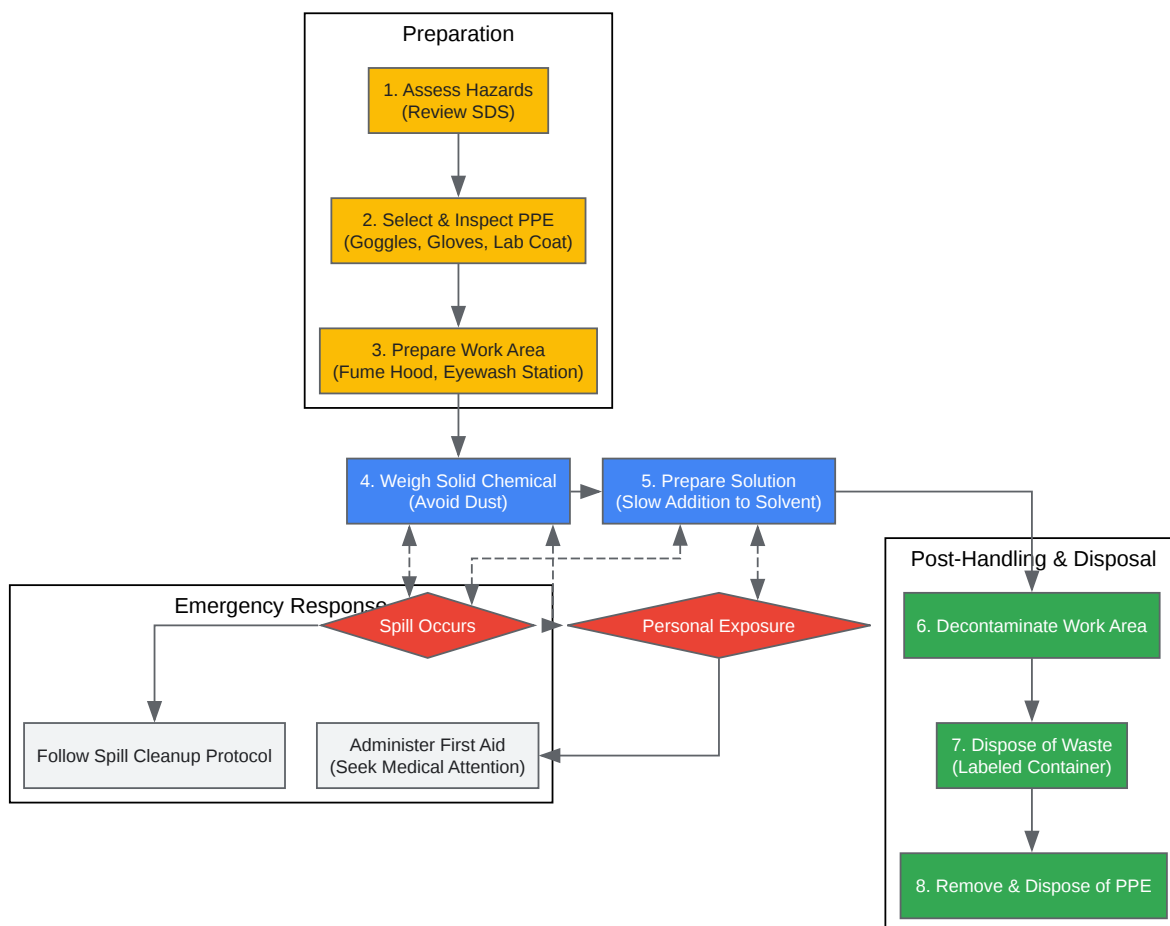 Preparation
1. Assess Hazards
(Review SDS)
2. Select & Inspect PPE
(Goggles, Gloves, Lab Coat)
3. Prepare Work Area
(Fume Hood, Eyewash Station)
4. Weigh Solid Chemical
(Avoid Dust)
5. Prepare Solution
(Slow Addition to Solvent)
Post-Handling & Disposal
Emergency Response
Spill Occurs
Personal Exposure
6. Decontaminate Work Area
Follow Spill Cleanup Protocol
Administer First Aid
(Seek Medical Attention)
7. Dispose of Waste
(Labeled Container)
8. Remove & Dispose of PPE